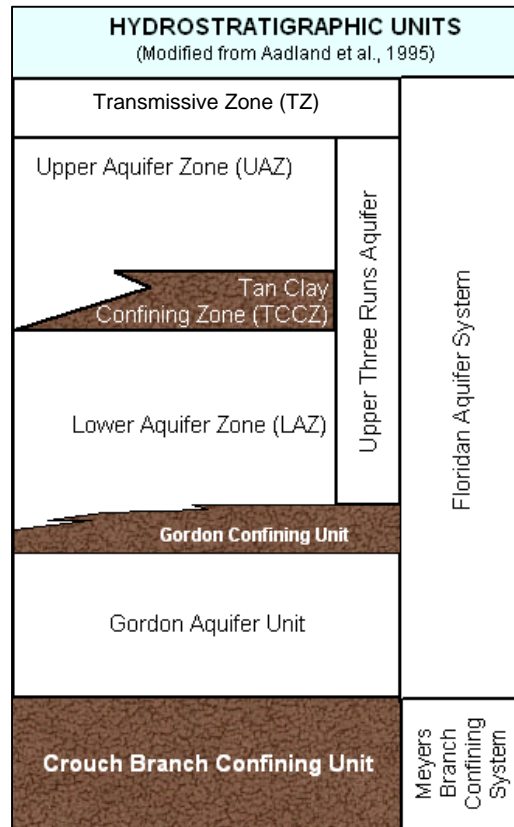 HYDROSTRATIGRAPHIC UNITS
(Modified from Aadland et al., 1995)
Transmissive Zone (TZ)
Upper Aquifer Zone (UAZ)
Tan Clay
Confining Zone (TCCZ)
Lower Aquifer Zone (LAZ)
Upper Three Runs Aquifer
Gordon Confining Unit
Gordon Aquifer Unit
Floridan Aquifer System
Crouch Branch Confining Unit
Meyers
Branch
Confining
System